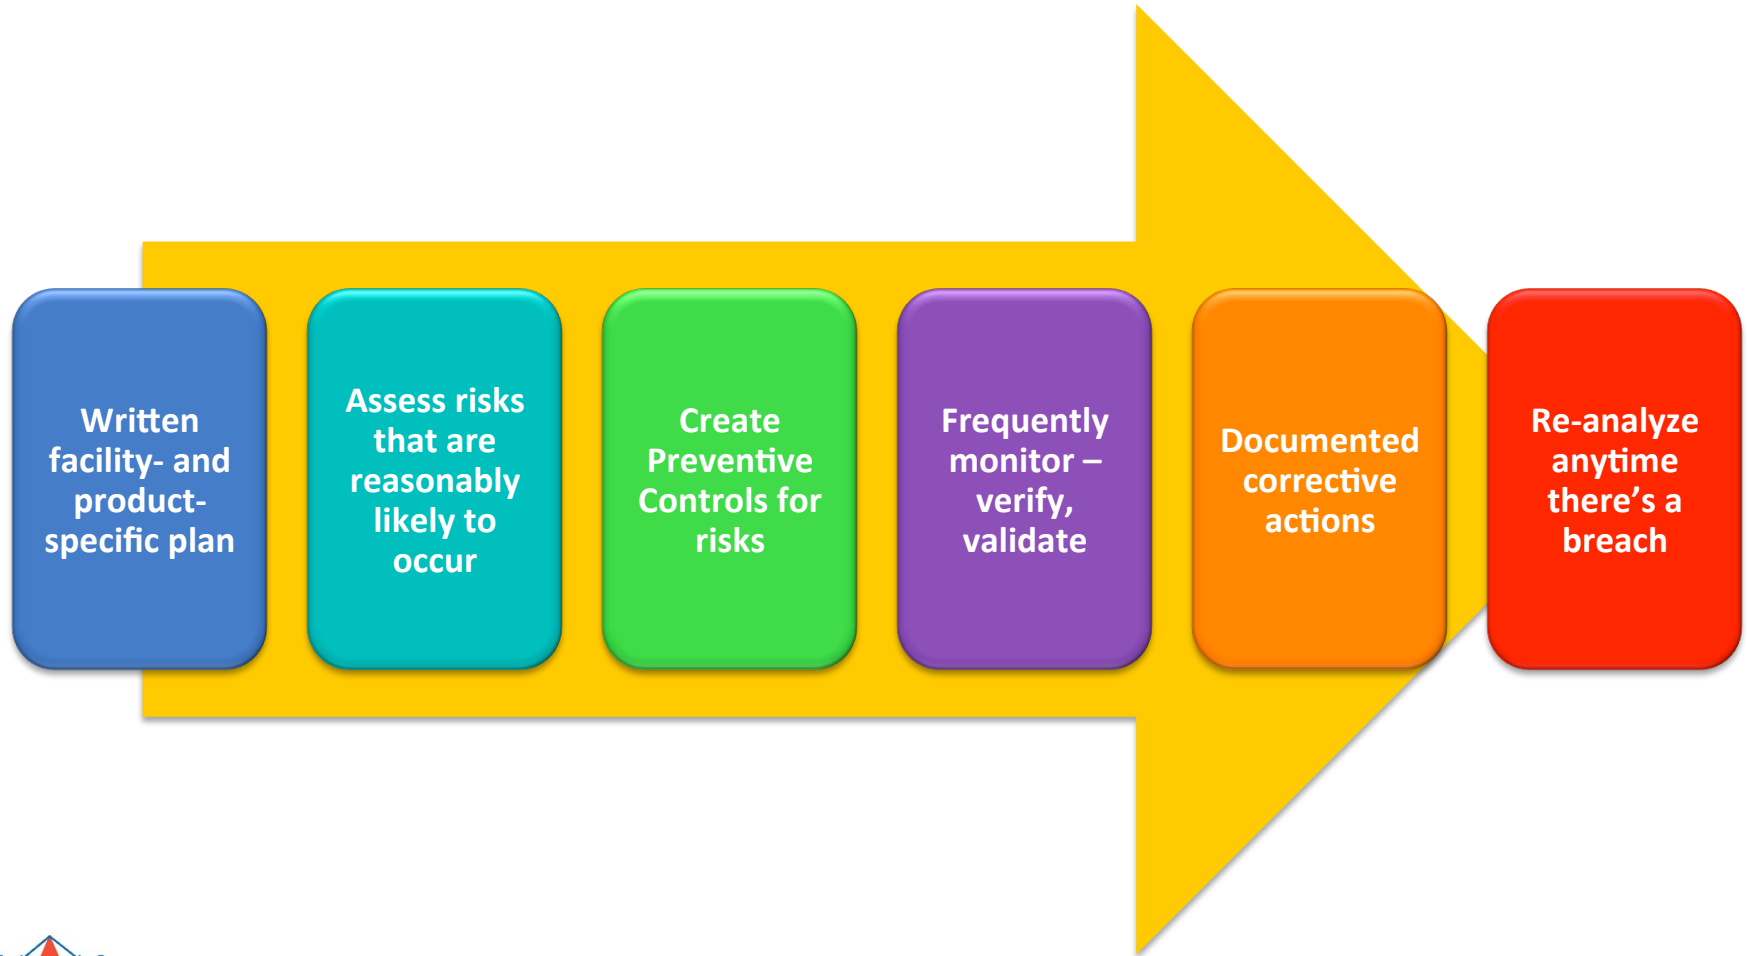 Written
facility- and
product-
specific plan
Assess risks
that are
reasonably
likely to
occur
Create
Preventive
Controls for
risks
Frequently
monitor –
verify,
validate
Documented
corrective
actions
Re-analyze
anytime
there’s a
breach